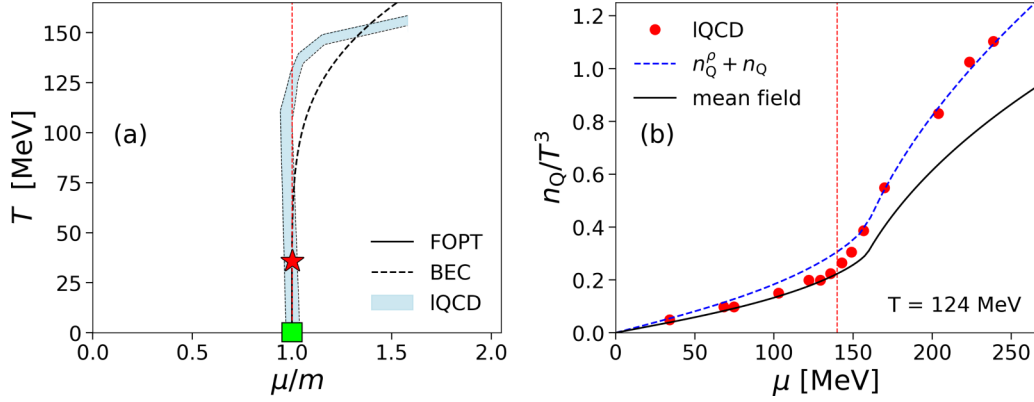 T [MeV]
150
125
100
75
50
25
0
(a)
FOPT
BEC
lQCD
0.0
0.5
1.0
1.5
2.0
μ/m
n_Q/T^3
1.2
1.0
0.8
0.6
0.4
0.2
0.0
lQCD
n_Q^ρ + n_Q
mean field
(b)
T = 124 MeV
0
50
100
150
200
250
μ [MeV]